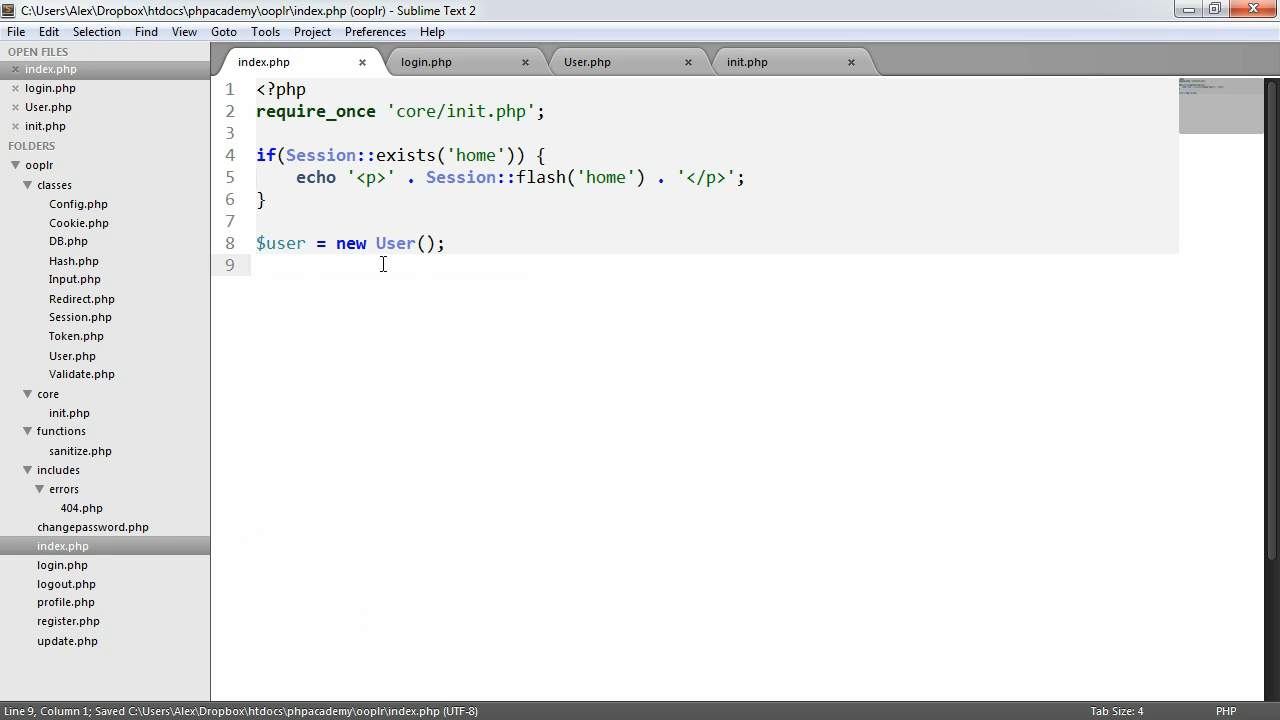 C:\Users\Alex\Dropbox\htdocs\phpacademy\ooplr\index.php (ooplr) - Sublime Text 2
File Edit Selection Find View Goto Tools Project Preferences Help
OPEN FILES
index.php
login.php
User.php
init.php
FOLDERS
ooplr
classes
Config.php
Cookie.php
DB.php
Hash.php
Input.php
Redirect.php
Session.php
Token.php
User.php
Validate.php
core
init.php
functions
sanitize.php
includes
errors
404.php
changepassword.php
index.php
login.php
logout.php
profile.php
register.php
update.php
index.php login.php User.php init.php
1 <?php
2 require_once 'core/init.php';
3
4 if(Session::exists('home')) {
5     echo '<p>' . Session::flash('home') . '</p>';
6 }
7
8 $user = new User();
9
Line 9, Column 1; Saved C:\Users\Alex\Dropbox\htdocs\phpacademy\ooplr\index.php (UTF-8) Tab Size: 4 PHP